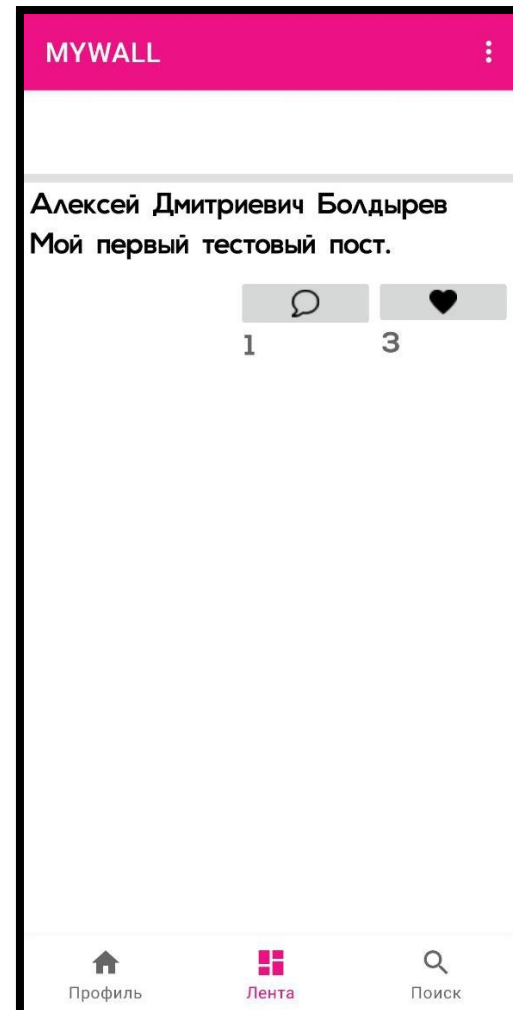 MYWALL
Алексей Дмитриевич Болдырев
Мой первый тестовый пост.
1 3
Профиль Лента Поиск